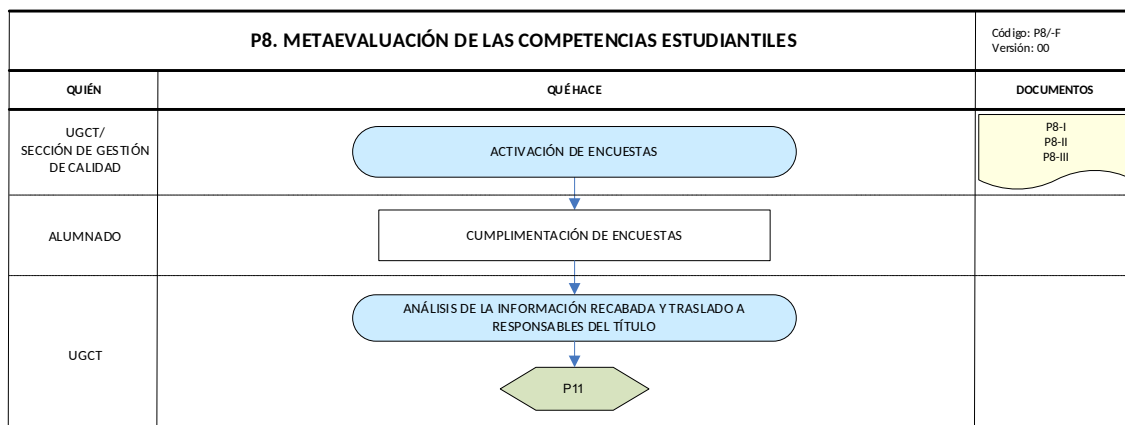 P8. METAEVALUACIÓN DE LAS COMPETENCIAS ESTUDIANTILES
Código: P8/-F
Versión: 00
QUIÉN
QUÉ HACE
DOCUMENTOS
UGCT/
SECCIÓN DE GESTIÓN
DE CALIDAD
ACTIVACIÓN DE ENCUESTAS
P8-I
P8-II
P8-III
ALUMNADO
CUMPLIMENTACIÓN DE ENCUESTAS
UGCT
ANÁLISIS DE LA INFORMACIÓN RECABADA Y TRASLADO A
RESPONSABLES DEL TÍTULO
P11